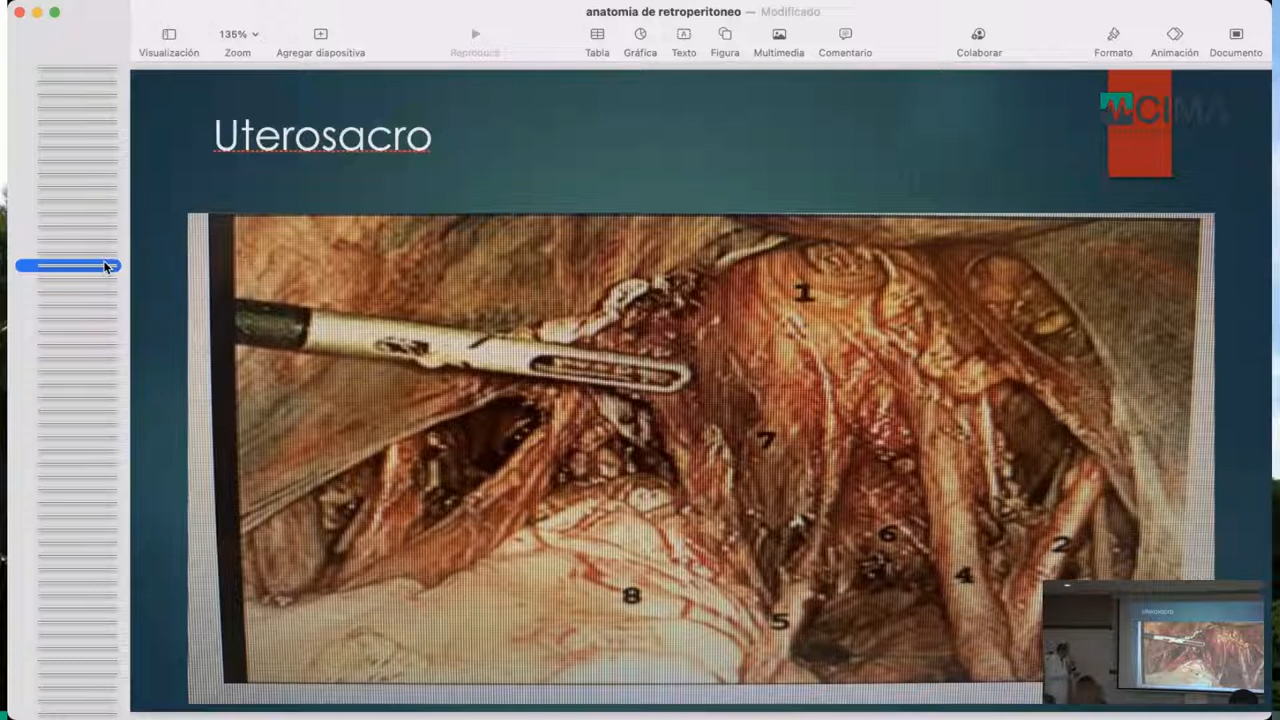 anatomia de retroperitoneo — Modificado
135%
Visualización
Zoom
Agregar diapositiva
Reproducir
Tabla
Gráfica
Texto
Figura
Multimedia
Comentario
Colaborar
Formato
Animación
Documento
Uterosacro
CIMA
1
7
6
2
4
8
5
Uterosacro